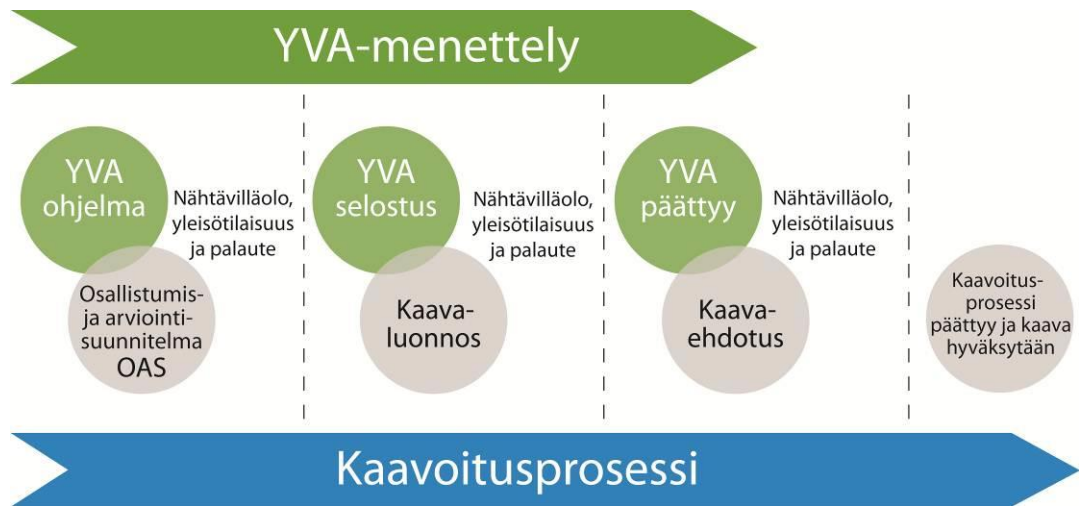 YVA-menettely
YVA
ohjelma
Nähtävilläolo,
yleisötilaisuus
ja palaute
Osallistumis-
ja arviointi-
suunnitelma
OAS
YVA
selostus
Nähtävilläolo,
yleisötilaisuus
ja palaute
Kaava-
luonnos
YVA
päättyy
Nähtävilläolo,
yleisötilaisuus
ja palaute
Kaava-
ehdotus
Kaavoitus-
prosessi
päättyy ja kaava
hyväksytään
Kaavoitusprosessi